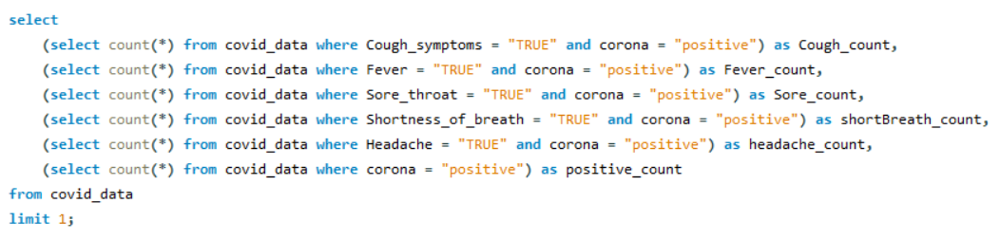 select
(select count(*) from covid_data where Cough_symptoms = "TRUE" and corona = "positive") as Cough_count,
(select count(*) from covid_data where Fever = "TRUE" and corona = "positive") as Fever_count,
(select count(*) from covid_data where Sore_throat = "TRUE" and corona = "positive") as Sore_count,
(select count(*) from covid_data where Shortness_of_breath = "TRUE" and corona = "positive") as shortBreath_count,
(select count(*) from covid_data where Headache = "TRUE" and corona = "positive") as headache_count,
(select count(*) from covid_data where corona = "positive") as positive_count
from covid_data
limit 1;